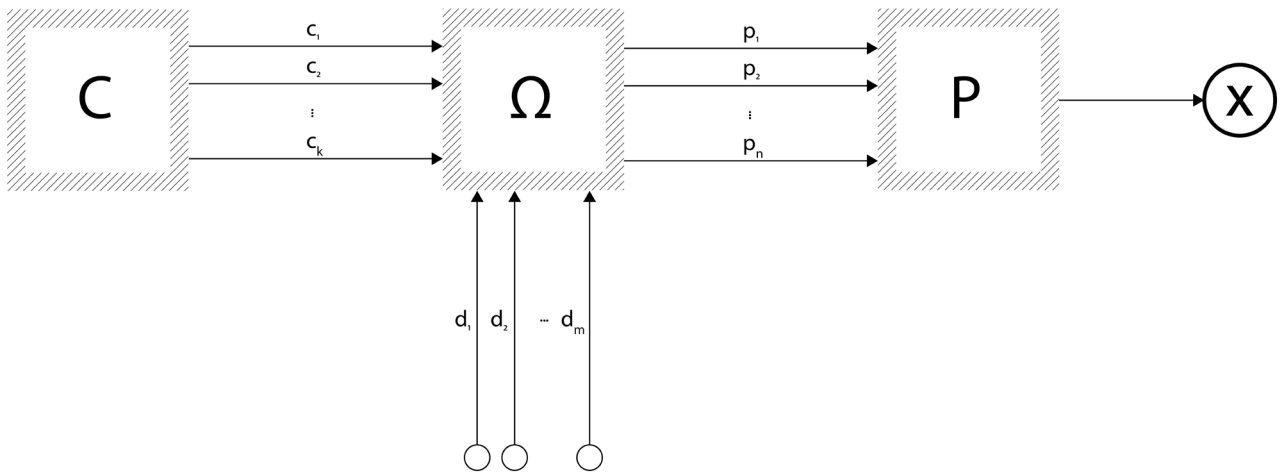 C
c₁
c₂
⋮
cₖ
Ω
p₁
p₂
⋮
pₙ
P
X
d₁ d₂ ··· dₘ